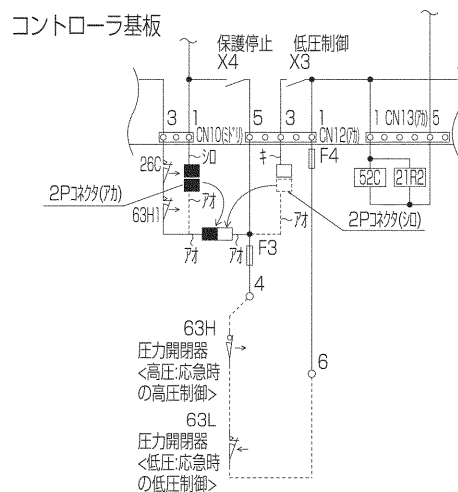 コントローラ基板
保護停止
X4
低圧制御
X3
3
1
CN10(ミドリ)
5
3
1
CN12(アカ)
1
CN13(アカ)
5
26C
シロ
キ
F4
52C
21R2
2Pコネクタ(アカ)
アオ
63H1
アオ
2Pコネクタ(シロ)
アオ
アオ
F3
4
63H
圧力開閉器
<高圧:応急時
の高圧制御>
6
63L
圧力開閉器
<低圧:応急時
の低圧制御>